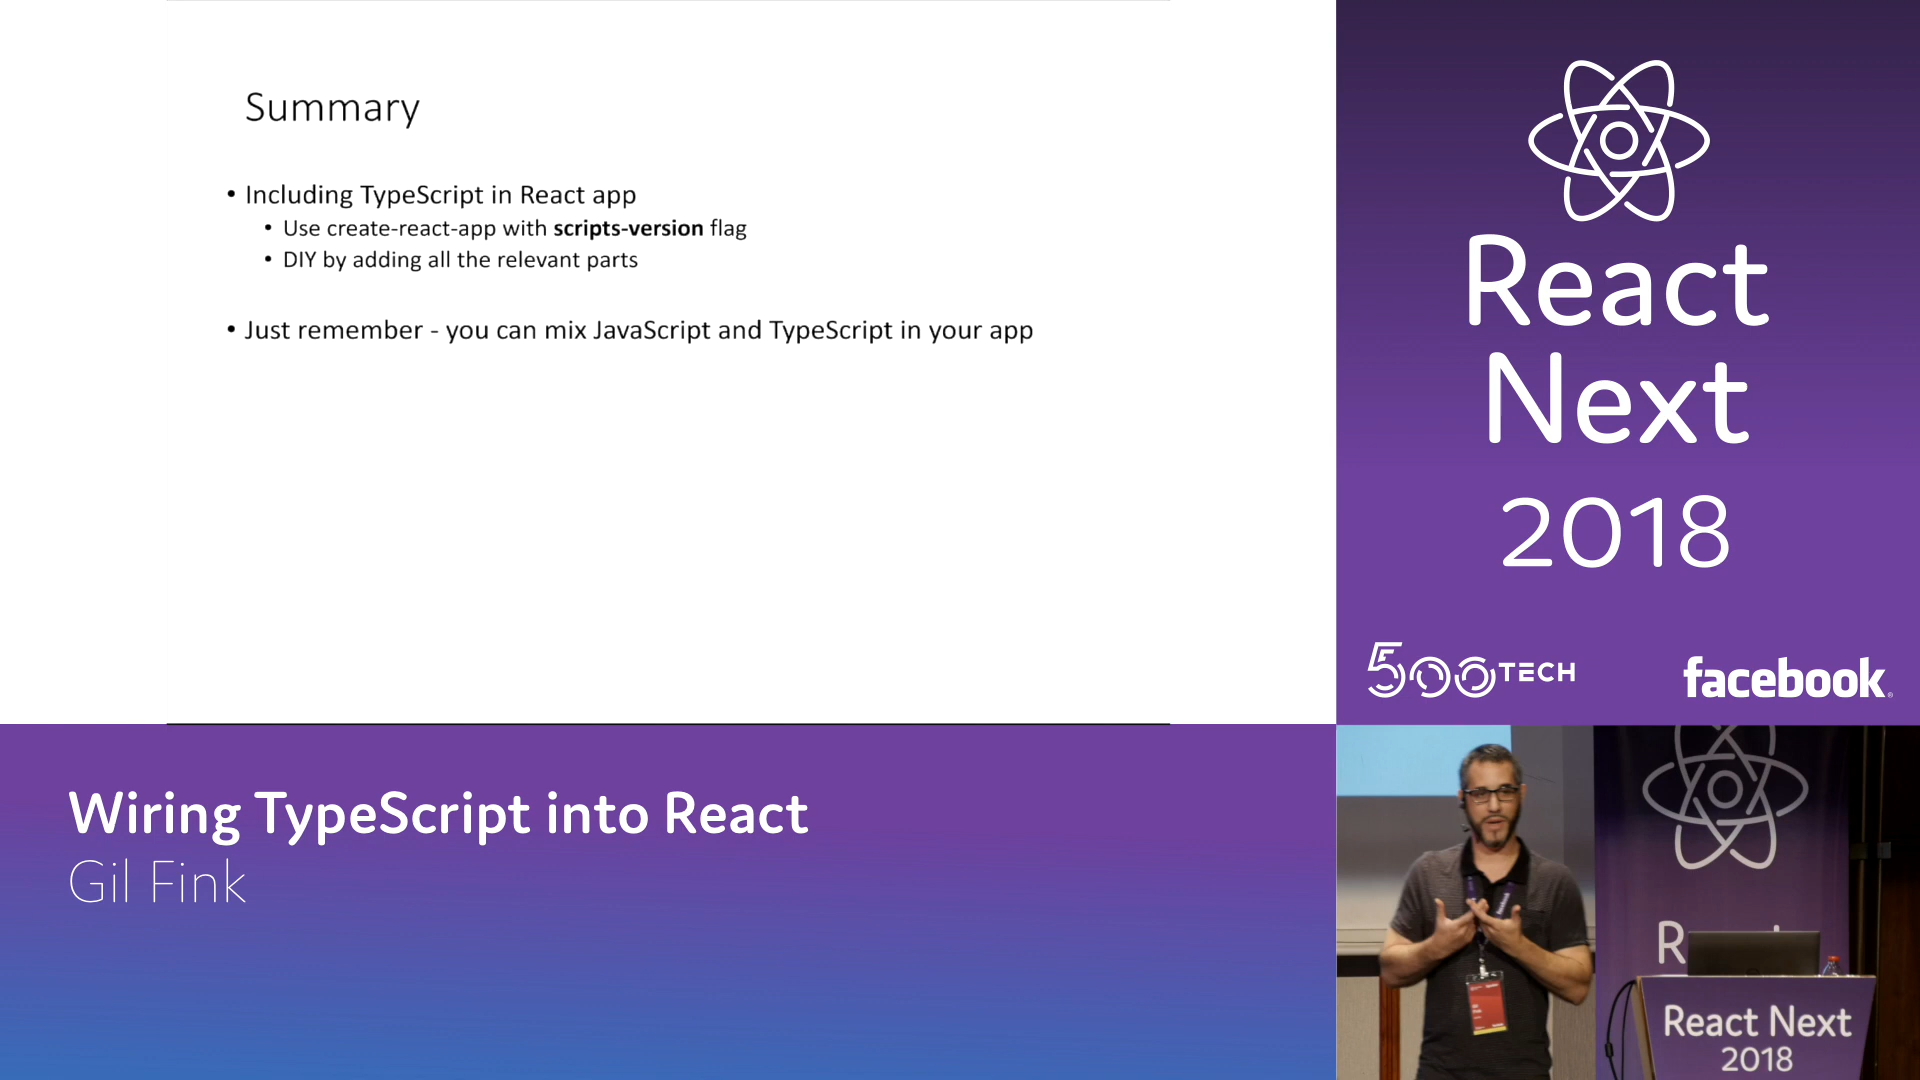 Summary
• Including TypeScript in React app
• Use create-react-app with scripts-version flag
• DIY by adding all the relevant parts
• Just remember - you can mix JavaScript and TypeScript in your app
React
Next
2018
500TECH
facebook
Wiring TypeScript into React
Gil Fink
React Next
2018